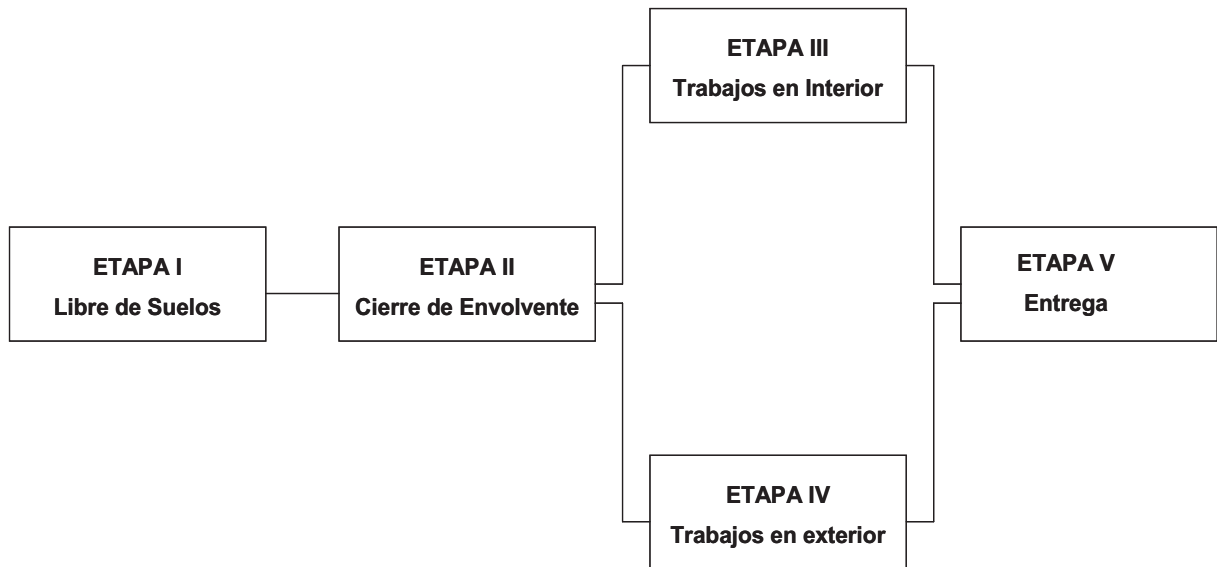 ETAPA I
Libre de Suelos
ETAPA II
Cierre de Envolvente
ETAPA III
Trabajos en Interior
ETAPA IV
Trabajos en exterior
ETAPA V
Entrega